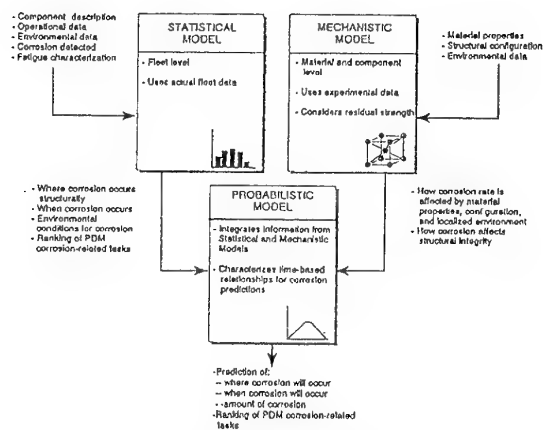 - Component description
- Operational data
- Environmental data
- Corrosion detected
- Fatigue characterization
STATISTICAL
MODEL
- Fleet level
- Uses actual fleet data
MECHANISTIC
MODEL
- Material and component
level
- Uses experimental data
- Considers residual strength
- Material properties
- Structural configuration
- Environmental data
- Where corrosion occurs
structurally
- When corrosion occurs
- Environmental
conditions for corrosion
- Ranking of PDM
corrosion-related tasks
PROBABILISTIC
MODEL
- Integrates information from
Statistical and Mechanistic
Models
- Characterizes time-based
relationships for corrosion
predictions
- How corrosion rate is
affected by material
properties, configuration,
and localized environment
- How corrosion affects
structural integrity
-Prediction of:
-- where corrosion will occur
-- when corrosion will occur
-- amount of corrosion
-Ranking of PDM corrosion-related
tasks